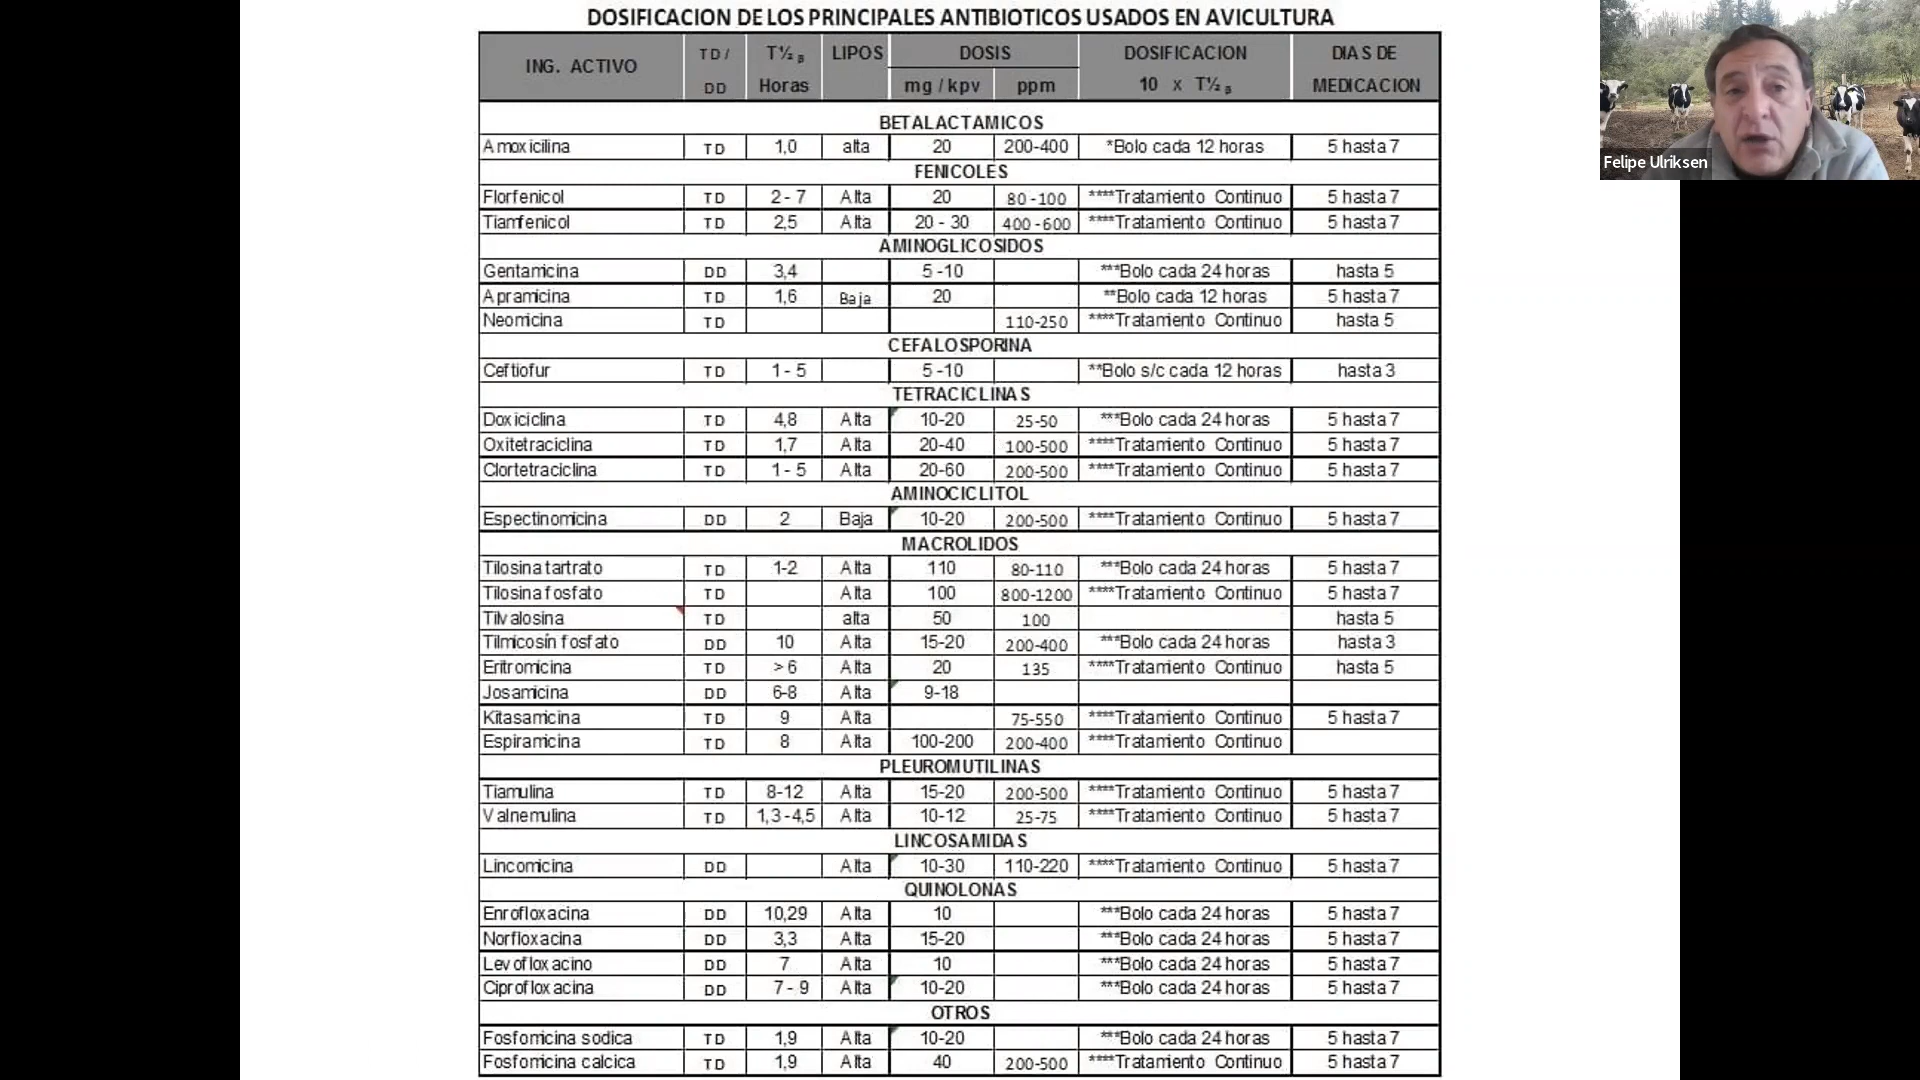 DOSIFICACION DE LOS PRINCIPALES ANTIBIOTICOS USADOS EN AVICULTURA
ING. ACTIVO TD/ DD T½ β Horas LIPOS DOSIS mg / kpv ppm DOSIFICACION 10 x T½ β DIAS DE MEDICACION
BETALACTAMICOS
Amoxicilina TD 1,0 alta 20 200-400 *Bolo cada 12 horas 5 hasta 7
FENICOLES
Florfenicol TD 2 - 7 Alta 20 80 -100 ****Tratamiento Continuo 5 hasta 7
Tiamfenicol TD 2,5 Alta 20 - 30 400 -600 ****Tratamiento Continuo 5 hasta 7
AMINOGLICOSIDOS
Gentamicina DD 3,4 5 -10 ***Bolo cada 24 horas hasta 5
Apramicina TD 1,6 Baja 20 **Bolo cada 12 horas 5 hasta 7
Neomicina TD 110-250 ****Tratamiento Continuo hasta 5
CEFALOSPORINA
Ceftiofur TD 1 - 5 5 -10 **Bolo s/c cada 12 horas hasta 3
TETRACICLINAS
Doxiciclina TD 4,8 Alta 10-20 25-50 ***Bolo cada 24 horas 5 hasta 7
Oxitetraciclina TD 1,7 Alta 20-40 100-500 ****Tratamiento Continuo 5 hasta 7
Clortetraciclina TD 1 - 5 Alta 20-60 200-500 ****Tratamiento Continuo 5 hasta 7
AMINOCICLITOL
Espectinomicina DD 2 Baja 10-20 200-500 ****Tratamiento Continuo 5 hasta 7
MACROLIDOS
Tilosina tartrato TD 1-2 Alta 110 80-110 ***Bolo cada 24 horas 5 hasta 7
Tilosina fosfato TD Alta 100 800-1200 ****Tratamiento Continuo 5 hasta 7
Tilvalosina TD alta 50 100 hasta 5
Tilmicosín fosfato DD 10 Alta 15-20 200-400 ***Bolo cada 24 horas hasta 3
Eritromicina TD > 6 Alta 20 135 ****Tratamiento Continuo hasta 5
Josamicina DD 6-8 Alta 9-18
Kitasamicina TD 9 Alta 75-550 ****Tratamiento Continuo 5 hasta 7
Espiramicina TD 8 Alta 100-200 200-400 ****Tratamiento Continuo
PLEUROMUTILINAS
Tiamulina TD 8-12 Alta 15-20 200-500 ****Tratamiento Continuo 5 hasta 7
Valnemulina TD 1,3 -4,5 Alta 10-12 25-75 ****Tratamiento Continuo 5 hasta 7
LINCOSAMIDAS
Lincomicina DD Alta 10-30 110-220 ****Tratamiento Continuo 5 hasta 7
QUINOLONAS
Enrofloxacina DD 10,29 Alta 10 ***Bolo cada 24 horas 5 hasta 7
Norfloxacina DD 3,3 Alta 15-20 ***Bolo cada 24 horas 5 hasta 7
Levofloxacino DD 7 Alta 10 ***Bolo cada 24 horas 5 hasta 7
Ciprofloxacina DD 7 - 9 Alta 10-20 ***Bolo cada 24 horas 5 hasta 7
OTROS
Fosfomicina sodica TD 1,9 Alta 10-20 ***Bolo cada 24 horas 5 hasta 7
Fosfomicina calcica TD 1,9 Alta 40 200-500 ****Tratamiento Continuo 5 hasta 7
Felipe Ulriksen